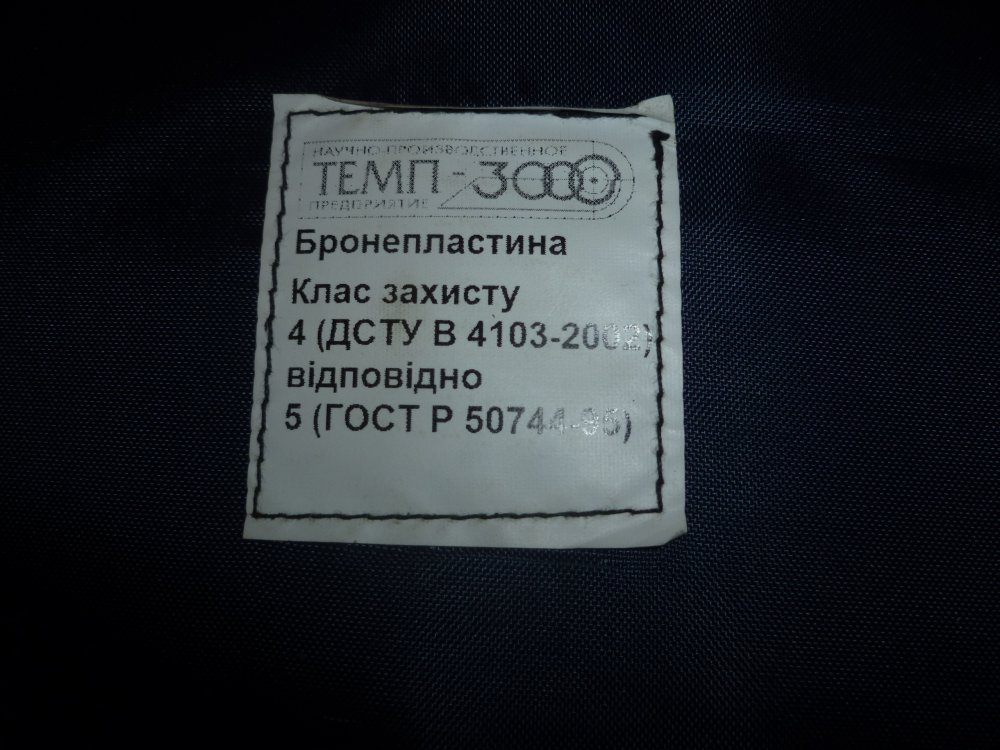 НАУЧНО-ПРОИЗВОДСТВЕННОЕ
ТЕМП-3000
ПРЕДПРИЯТИЕ
Бронепластина
Клас захисту
4 (ДСТУ В 4103-2002)
відповідно
5 (ГОСТ Р 50744-95)